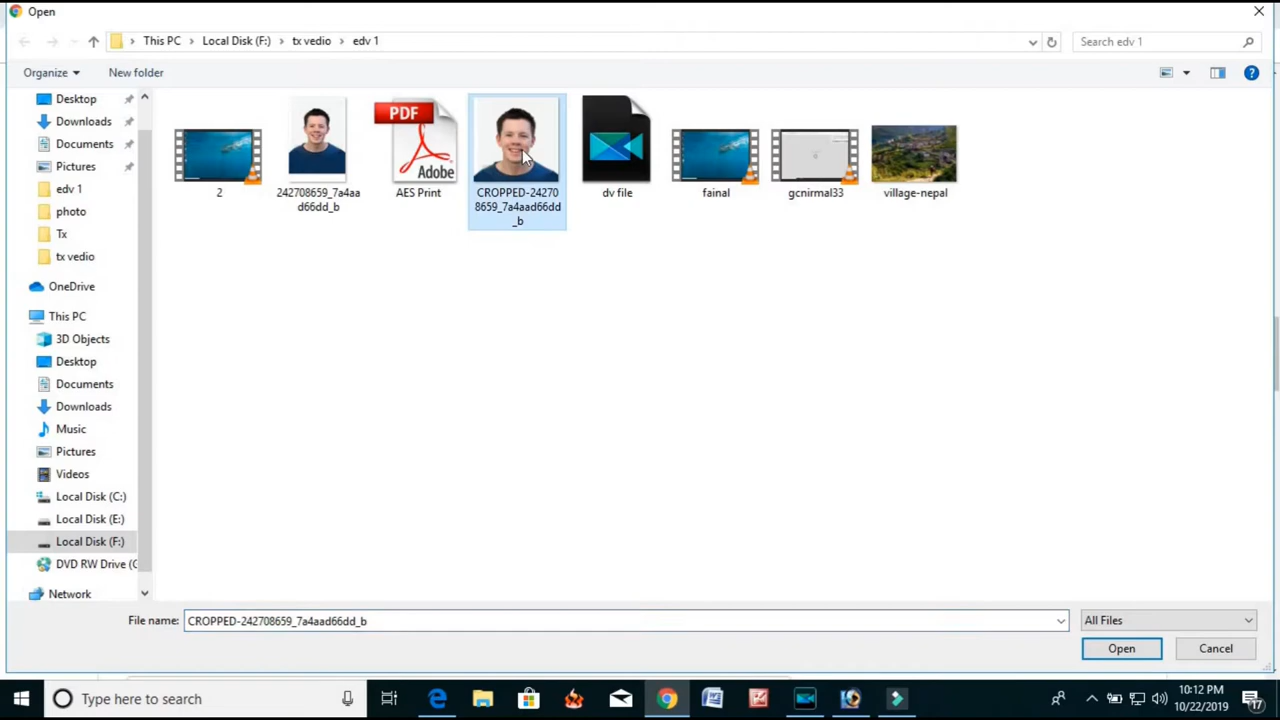 Open
This PC
Local Disk (F:)
tx vedio
edv 1
Search edv 1
Organize
New folder
Desktop
Downloads
Documents
Pictures
edv 1
photo
Tx
tx vedio
OneDrive
This PC
3D Objects
Desktop
Documents
Downloads
Music
Pictures
Videos
Local Disk (C:)
Local Disk (E:)
Local Disk (F:)
DVD RW Drive (
Network
2
242708659_7a4aa
d66dd_b
PDF
Adobe
AES Print
CROPPED-24270
8659_7a4aad66dd
_b
dv file
fainal
gcnirmal33
village-nepal
File name:
CROPPED-242708659_7a4aad66dd_b
All Files
Open
Cancel
Type here to search
10:12 PM
10/22/2019
17